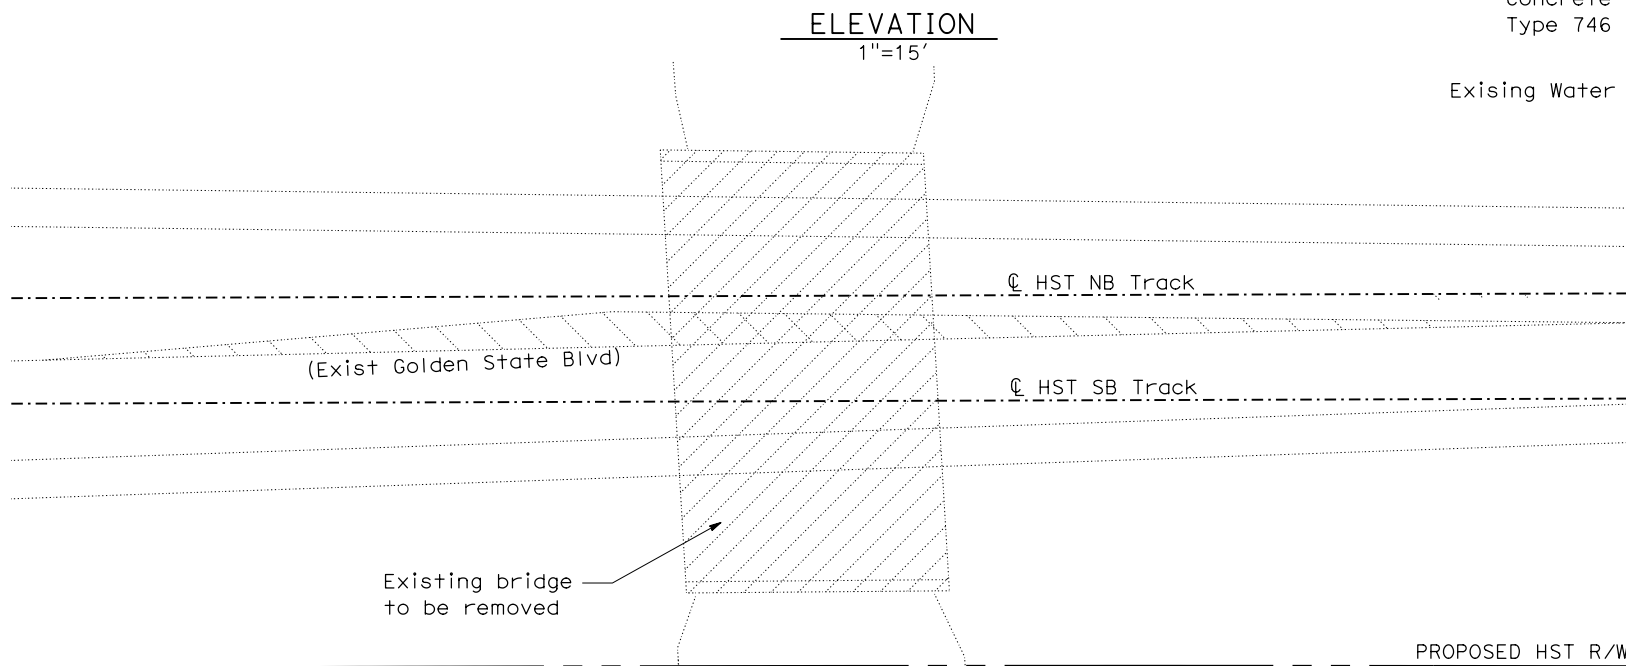 concrete
Type 746
ELEVATION
1"=15'
Exising Water
℄ HST NB Track
(Exist Golden State Blvd)
℄ HST SB Track
Existing bridge
to be removed
PROPOSED HST R/W